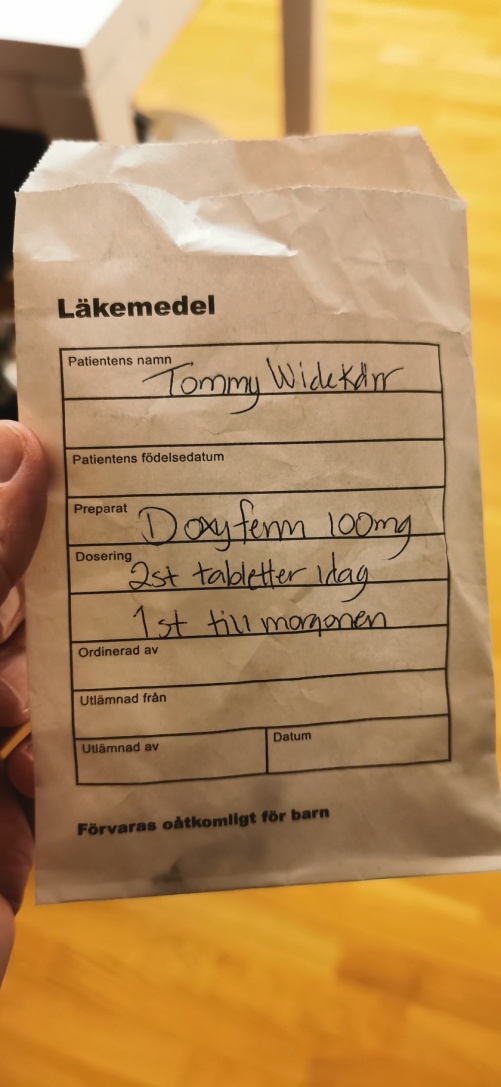 Läkemedel
Patientens namn
Tommy Widekärr
Patientens födelsedatum
Preparat
Doxyferm 100mg
Dosering
2st tabletter idag
1st till morgonen
Ordinerad av
Utlämnad från
Utlämnad av
Datum
Förvaras oåtkomligt för barn